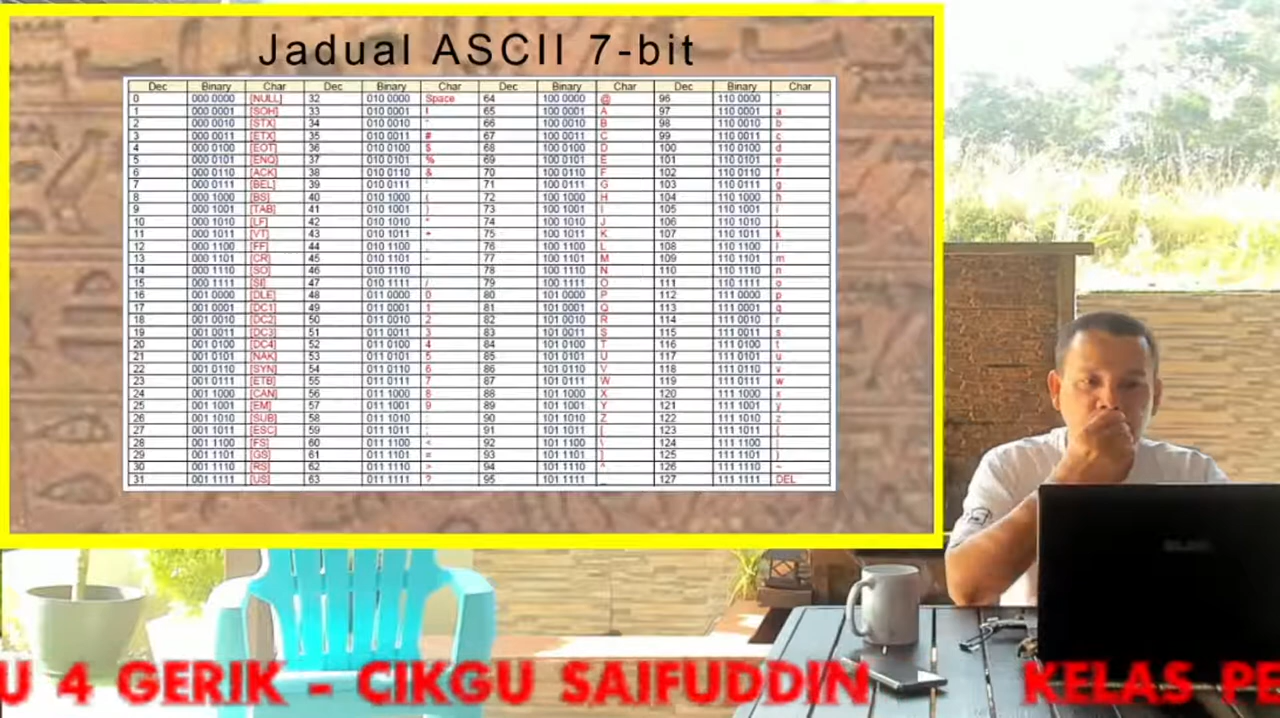 Jadual ASCII 7-bit
Dec Binary Char Dec Binary Char Dec Binary Char Dec Binary Char
0 000 0000 [NULL] 32 010 0000 Space 64 100 0000 @ 96 110 0000 `
1 000 0001 [SOH] 33 010 0001 ! 65 100 0001 A 97 110 0001 a
2 000 0010 [STX] 34 010 0010 " 66 100 0010 B 98 110 0010 b
3 000 0011 [ETX] 35 010 0011 # 67 100 0011 C 99 110 0011 c
4 000 0100 [EOT] 36 010 0100 $ 68 100 0100 D 100 110 0100 d
5 000 0101 [ENQ] 37 010 0101 % 69 100 0101 E 101 110 0101 e
6 000 0110 [ACK] 38 010 0110 & 70 100 0110 F 102 110 0110 f
7 000 0111 [BEL] 39 010 0111 ' 71 100 0111 G 103 110 0111 g
8 000 1000 [BS] 40 010 1000 ( 72 100 1000 H 104 110 1000 h
9 000 1001 [TAB] 41 010 1001 ) 73 100 1001 I 105 110 1001 i
10 000 1010 [LF] 42 010 1010 * 74 100 1010 J 106 110 1010 j
11 000 1011 [VT] 43 010 1011 + 75 100 1011 K 107 110 1011 k
12 000 1100 [FF] 44 010 1100 , 76 100 1100 L 108 110 1100 l
13 000 1101 [CR] 45 010 1101 - 77 100 1101 M 109 110 1101 m
14 000 1110 [SO] 46 010 1110 78 100 1110 N 110 110 1110 n
15 000 1111 [SI] 47 010 1111 / 79 100 1111 O 111 110 1111 o
16 001 0000 [DLE] 48 011 0000 0 80 101 0000 P 112 111 0000 p
17 001 0001 [DC1] 49 011 0001 1 81 101 0001 Q 113 111 0001 q
18 001 0010 [DC2] 50 011 0010 2 82 101 0010 R 114 111 0010 r
19 001 0011 [DC3] 51 011 0011 3 83 101 0011 S 115 111 0011 s
20 001 0100 [DC4] 52 011 0100 4 84 101 0100 T 116 111 0100 t
21 001 0101 [NAK] 53 011 0101 5 85 101 0101 U 117 111 0101 u
22 001 0110 [SYN] 54 011 0110 6 86 101 0110 V 118 111 0110 v
23 001 0111 [ETB] 55 011 0111 7 87 101 0111 W 119 111 0111 w
24 001 1000 [CAN] 56 011 1000 8 88 101 1000 X 120 111 1000 x
25 001 1001 [EM] 57 011 1001 9 89 101 1001 Y 121 111 1001 y
26 001 1010 [SUB] 58 011 1010 90 101 1010 Z 122 111 1010 z
27 001 1011 [ESC] 59 011 1011 ; 91 101 1011 [ 123 111 1011 {
28 001 1100 [FS] 60 011 1100 < 92 101 1100 \ 124 111 1100 |
29 001 1101 [GS] 61 011 1101 = 93 101 1101 ] 125 111 1101 }
30 001 1110 [RS] 62 011 1110 > 94 101 1110 ^ 126 111 1110 ~
31 001 1111 [US] 63 011 1111 ? 95 101 1111 _ 127 111 1111 DEL
U 4 GERIK - CIKGU SAIFUDDIN KELAS PE